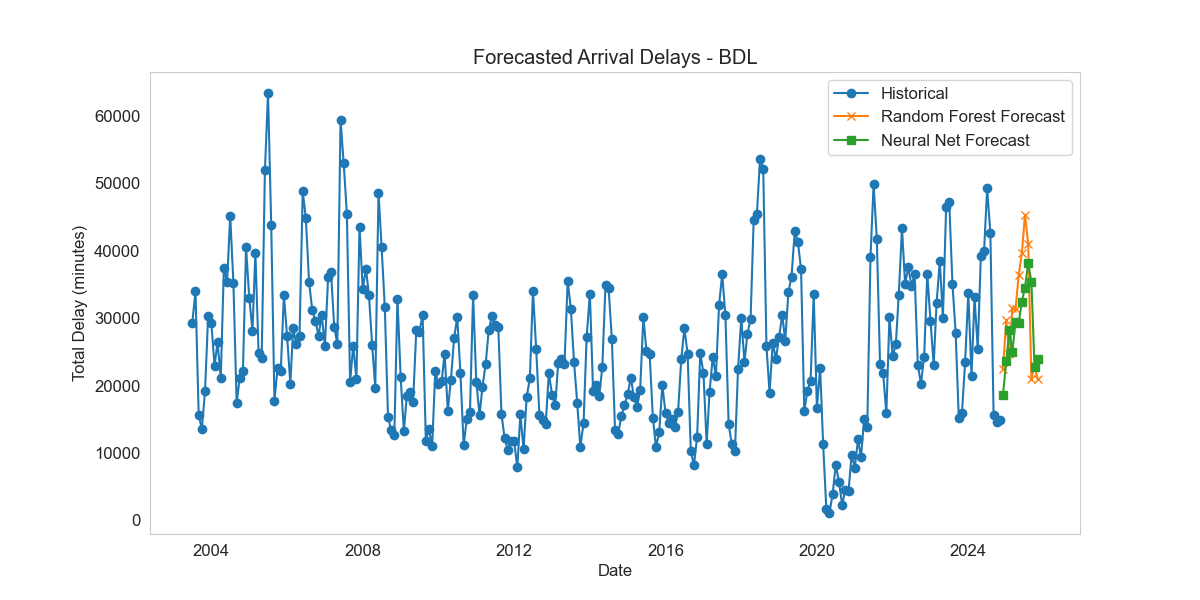 Forecasted Arrival Delays - BDL
Historical
Random Forest Forecast
Neural Net Forecast
Total Delay (minutes)
60000
50000
40000
30000
20000
10000
0
2004 2008 2012 2016 2020 2024
Date